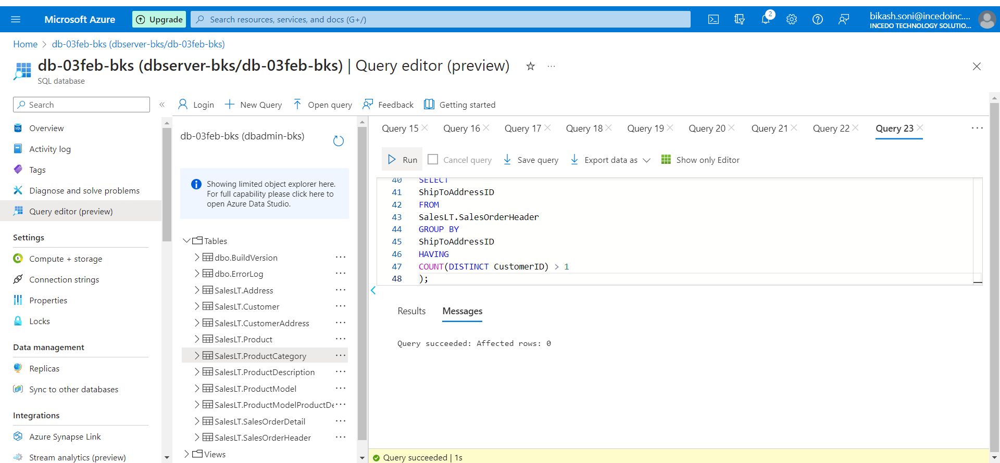 Microsoft Azure
Upgrade
Search resources, services, and docs (G+/)
2
bikash.soni@incedoinc....
INCEDO TECHNOLOGY SOLUTIO...
Home > db-03feb-bks (dbserver-bks/db-03feb-bks)
db-03feb-bks (dbserver-bks/db-03feb-bks) | Query editor (preview)
SQL database
Search
Login
New Query
Open query
Feedback
Getting started
Overview
Activity log
Tags
Diagnose and solve problems
Query editor (preview)
Settings
Compute + storage
Connection strings
Properties
Locks
Data management
Replicas
Sync to other databases
Integrations
Azure Synapse Link
Stream analytics (preview)
db-03feb-bks (dbadmin-bks)
Showing limited object explorer here.
For full capability please click here to
open Azure Data Studio.
Tables
dbo.BuildVersion
dbo.ErrorLog
SalesLT.Address
SalesLT.Customer
SalesLT.CustomerAddress
SalesLT.Product
SalesLT.ProductCategory
SalesLT.ProductDescription
SalesLT.ProductModel
SalesLT.ProductModelProductDe
SalesLT.SalesOrderDetail
SalesLT.SalesOrderHeader
Views
Query 15
Query 16
Query 17
Query 18
Query 19
Query 20
Query 21
Query 22
Query 23
Run
Cancel query
Save query
Export data as
Show only Editor
40 SELECT
41 ShipToAddressID
42 FROM
43 SalesLT.SalesOrderHeader
44 GROUP BY
45 ShipToAddressID
46 HAVING
47 COUNT(DISTINCT CustomerID) > 1
48 );
Results
Messages
Query succeeded: Affected rows: 0
Query succeeded | 1s